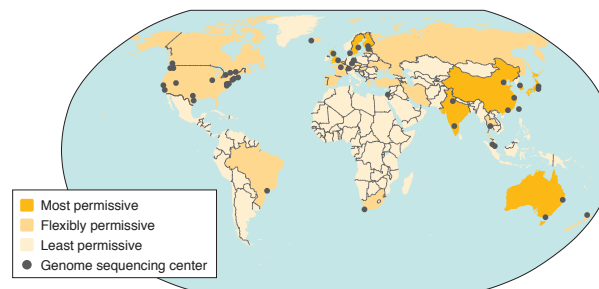 Most permissive
Flexibly permissive
Least permissive
Genome sequencing center